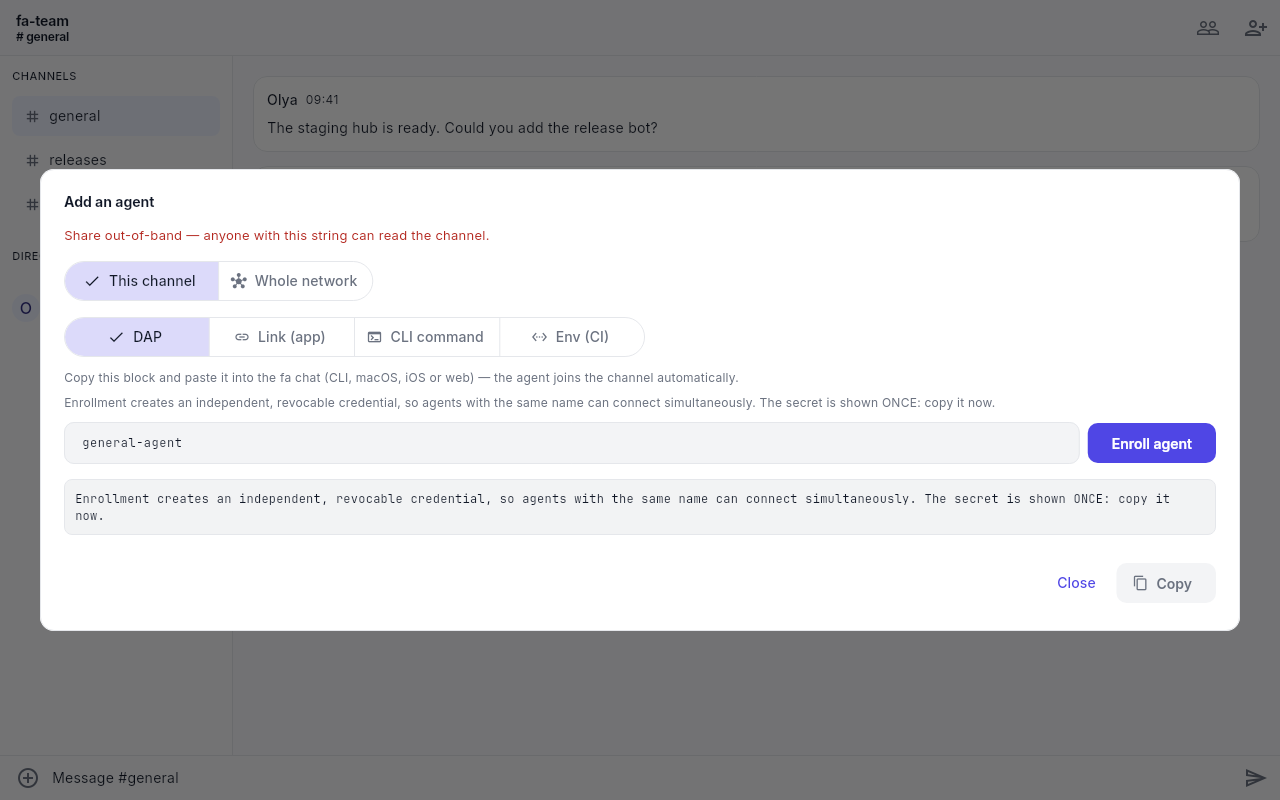 fa-team
# general
CHANNELS
general
releases
DIRE
O
Olya 09:41
The staging hub is ready. Could you add the release bot?
Add an agent
Share out-of-band — anyone with this string can read the channel.
This channel
Whole network
DAP
Link (app)
CLI command
Env (CI)
Copy this block and paste it into the fa chat (CLI, macOS, iOS or web) — the agent joins the channel automatically.
Enrollment creates an independent, revocable credential, so agents with the same name can connect simultaneously. The secret is shown ONCE: copy it now.
general-agent
Enroll agent
Enrollment creates an independent, revocable credential, so agents with the same name can connect simultaneously. The secret is shown ONCE: copy it
now.
Close
Copy
Message #general